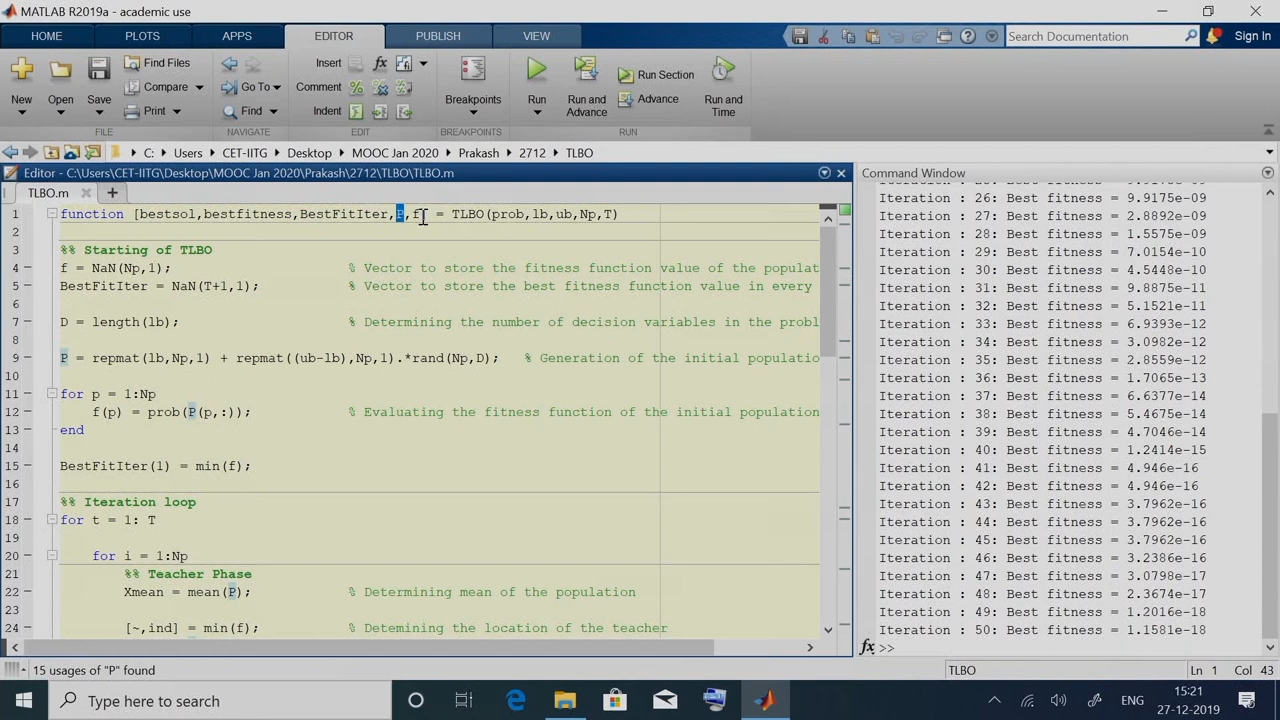 MATLAB R2019a - academic use
HOME PLOTS APPS EDITOR PUBLISH VIEW Search Documentation Sign In
New Open Save Find Files Compare Print Go To Find Insert Comment Indent Breakpoints Run Run and Advance Run Section Advance Run and Time
FILE NAVIGATE EDIT BREAKPOINTS RUN
C: Users CET-IITG Desktop MOOC Jan 2020 Prakash 2712 TLBO
Editor - C:\Users\CET-IITG\Desktop\MOOC Jan 2020\Prakash\2712\TLBO\TLBO.m
TLBO.m
1 function [bestsol,bestfitness,BestFitIter,P,f] = TLBO(prob,lb,ub,Np,T)
2
3 %% Starting of TLBO
4 f = NaN(Np,1); % Vector to store the fitness function value of the populat
5 BestFitIter = NaN(T+1,1); % Vector to store the best fitness function value in every
6
7 D = length(lb); % Determining the number of decision variables in the probl
8
9 P = repmat(lb,Np,1) + repmat((ub-lb),Np,1).*rand(Np,D); % Generation of the initial populatio
10
11 for p = 1:Np
12 f(p) = prob(P(p,:)); % Evaluating the fitness function of the initial population
13 end
14
15 BestFitIter(1) = min(f);
16
17 %% Iteration loop
18 for t = 1: T
19
20 for i = 1:Np
21 %% Teacher Phase
22 Xmean = mean(P); % Determining mean of the population
23
24 [~,ind] = min(f); % Detemining the location of the teacher
Command Window
Iteration : 26: Best fitness = 9.9175e-09
Iteration : 27: Best fitness = 2.8892e-09
Iteration : 28: Best fitness = 1.5575e-09
Iteration : 29: Best fitness = 7.0154e-10
Iteration : 30: Best fitness = 4.5448e-10
Iteration : 31: Best fitness = 9.8875e-11
Iteration : 32: Best fitness = 5.1521e-11
Iteration : 33: Best fitness = 6.9393e-12
Iteration : 34: Best fitness = 3.0982e-12
Iteration : 35: Best fitness = 2.8559e-12
Iteration : 36: Best fitness = 1.7065e-13
Iteration : 37: Best fitness = 6.6377e-14
Iteration : 38: Best fitness = 5.4675e-14
Iteration : 39: Best fitness = 4.7046e-14
Iteration : 40: Best fitness = 1.2414e-15
Iteration : 41: Best fitness = 4.946e-16
Iteration : 42: Best fitness = 4.946e-16
Iteration : 43: Best fitness = 3.7962e-16
Iteration : 44: Best fitness = 3.7962e-16
Iteration : 45: Best fitness = 3.7962e-16
Iteration : 46: Best fitness = 3.2386e-16
Iteration : 47: Best fitness = 3.0798e-17
Iteration : 48: Best fitness = 2.3674e-17
Iteration : 49: Best fitness = 1.2016e-18
Iteration : 50: Best fitness = 1.1581e-18
fx >>
15 usages of "P" found TLBO Ln 1 Col 43
Type here to search ENG 15:21
27-12-2019